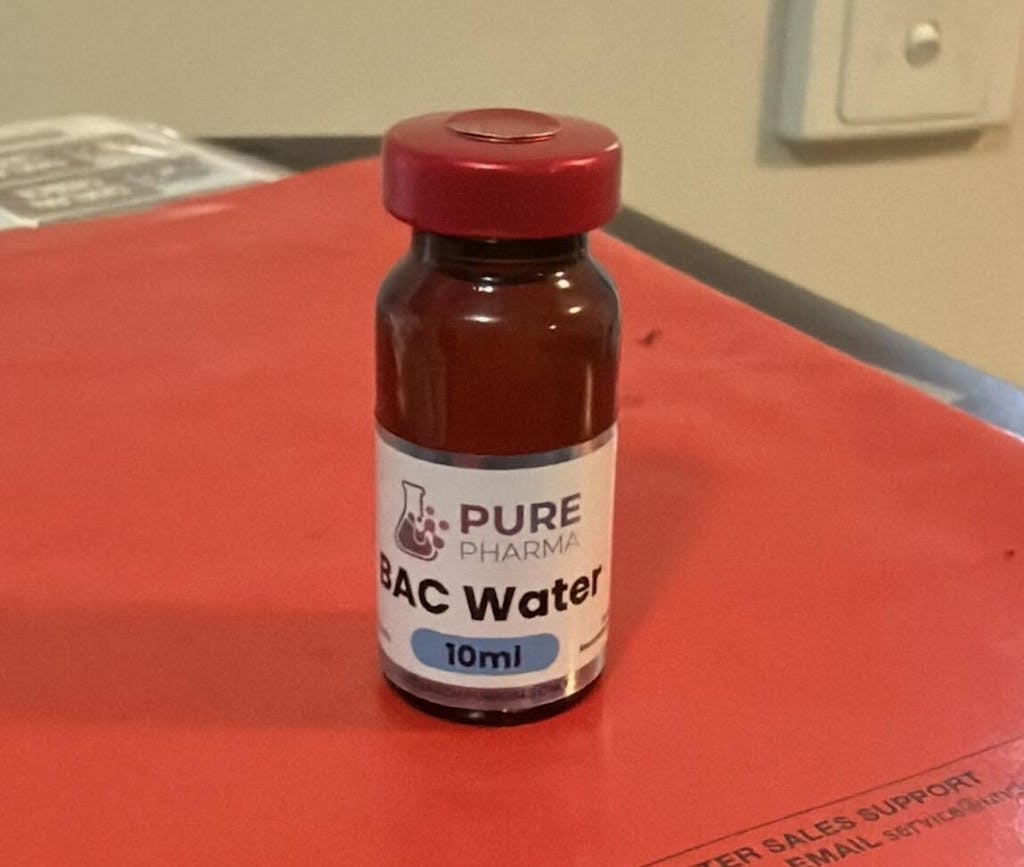 PURE
PHARMA
BAC Water
10ml
TER SALES SUPPORT
EMAIL